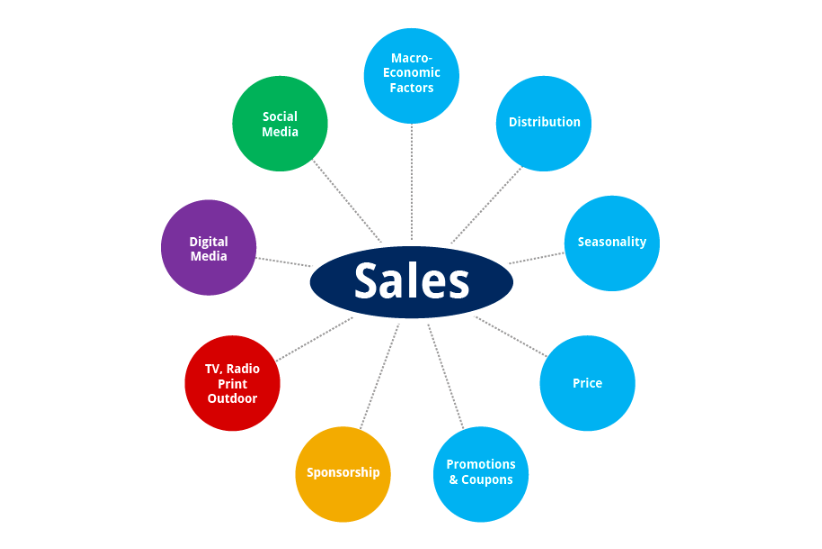 Macro-
Economic
Factors
Social
Media
Distribution
Digital
Media
Seasonality
Sales
TV, Radio
Print
Outdoor
Price
Sponsorship
Promotions
& Coupons